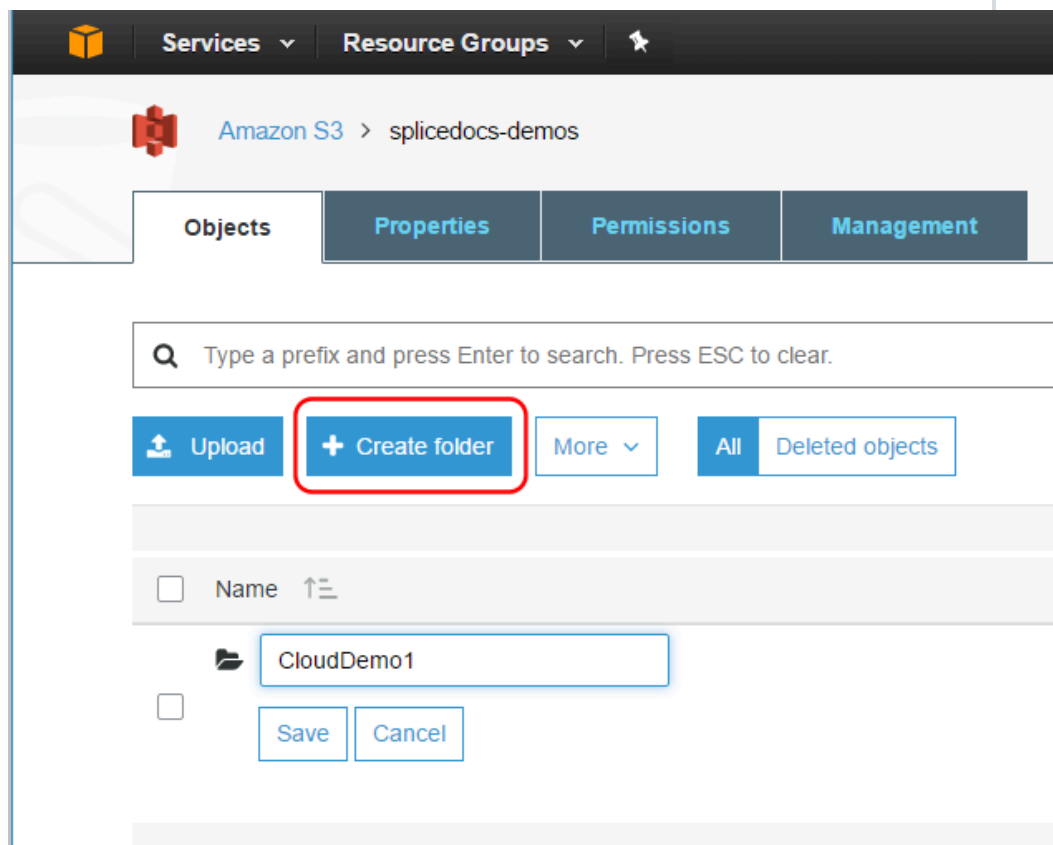 Services Resource Groups
Amazon S3 > splicedocs-demos
Objects Properties Permissions Management
Type a prefix and press Enter to search. Press ESC to clear.
Upload + Create folder More All Deleted objects
Name
CloudDemo1
Save Cancel